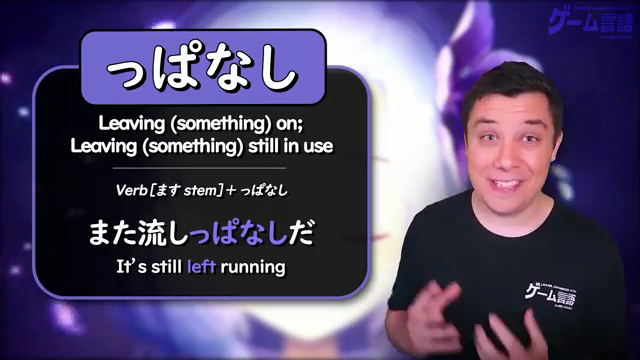 っぱなし
Leaving (something) on;
Leaving (something) still in use
Verb[ます stem]+っぱなし
また流しっぱなしだ
It's still left running
ゲーム言語
ゲーム言語